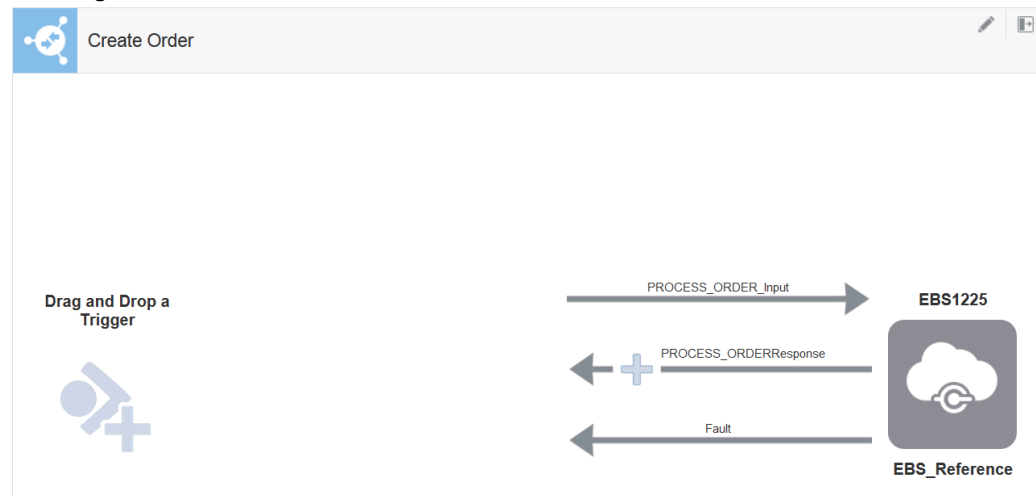 Create Order
Drag and Drop a
Trigger
PROCESS_ORDER_Input
PROCESS_ORDERResponse
Fault
EBS1225
EBS_Reference